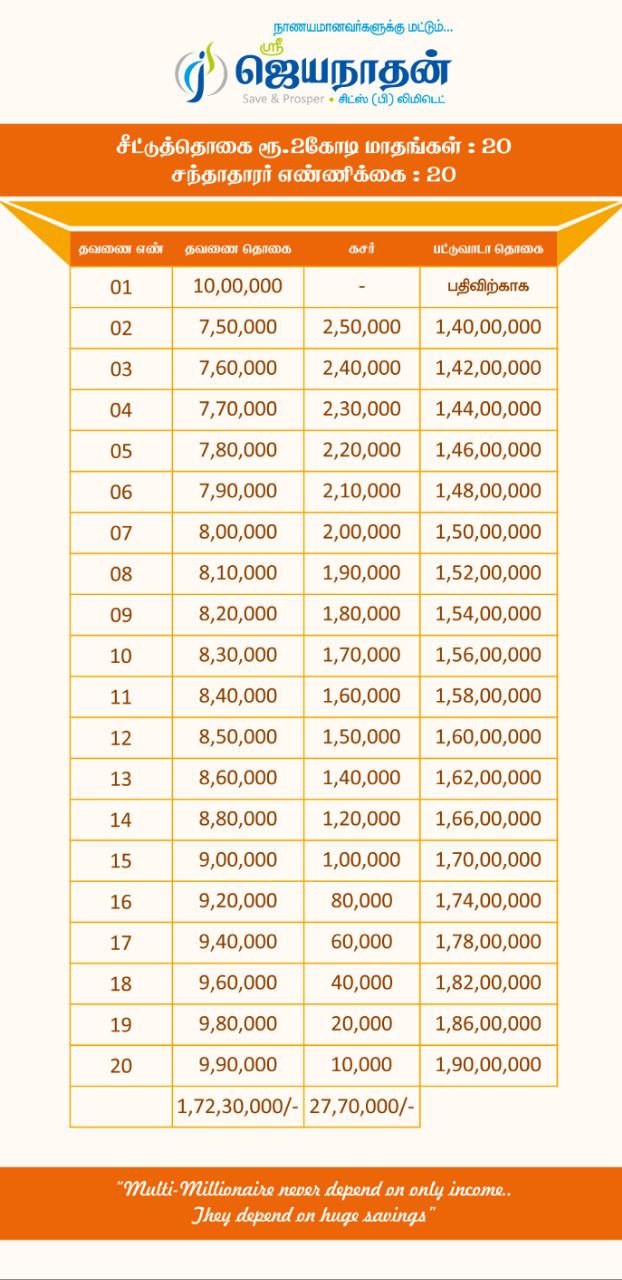 நாணயமானவர்களுக்கு மட்டும்...
ஸ்ரீ
ஜெயநாதன்
Save & Prosper • சிட்ஸ் (பி) லிமிடெட்
சீட்டுத்தொகை ரூ.2கோடி மாதங்கள் : 20
சந்தாதாரர் எண்ணிக்கை : 20
தவணை எண் தவணை தொகை கசர் பட்டுவாடா தொகை
01 10,00,000 - பதிவிற்காக
02 7,50,000 2,50,000 1,40,00,000
03 7,60,000 2,40,000 1,42,00,000
04 7,70,000 2,30,000 1,44,00,000
05 7,80,000 2,20,000 1,46,00,000
06 7,90,000 2,10,000 1,48,00,000
07 8,00,000 2,00,000 1,50,00,000
08 8,10,000 1,90,000 1,52,00,000
09 8,20,000 1,80,000 1,54,00,000
10 8,30,000 1,70,000 1,56,00,000
11 8,40,000 1,60,000 1,58,00,000
12 8,50,000 1,50,000 1,60,00,000
13 8,60,000 1,40,000 1,62,00,000
14 8,80,000 1,20,000 1,66,00,000
15 9,00,000 1,00,000 1,70,00,000
16 9,20,000 80,000 1,74,00,000
17 9,40,000 60,000 1,78,00,000
18 9,60,000 40,000 1,82,00,000
19 9,80,000 20,000 1,86,00,000
20 9,90,000 10,000 1,90,00,000
1,72,30,000/- 27,70,000/-
"Multi-Millionaire never depend on only income..
They depend on huge savings"